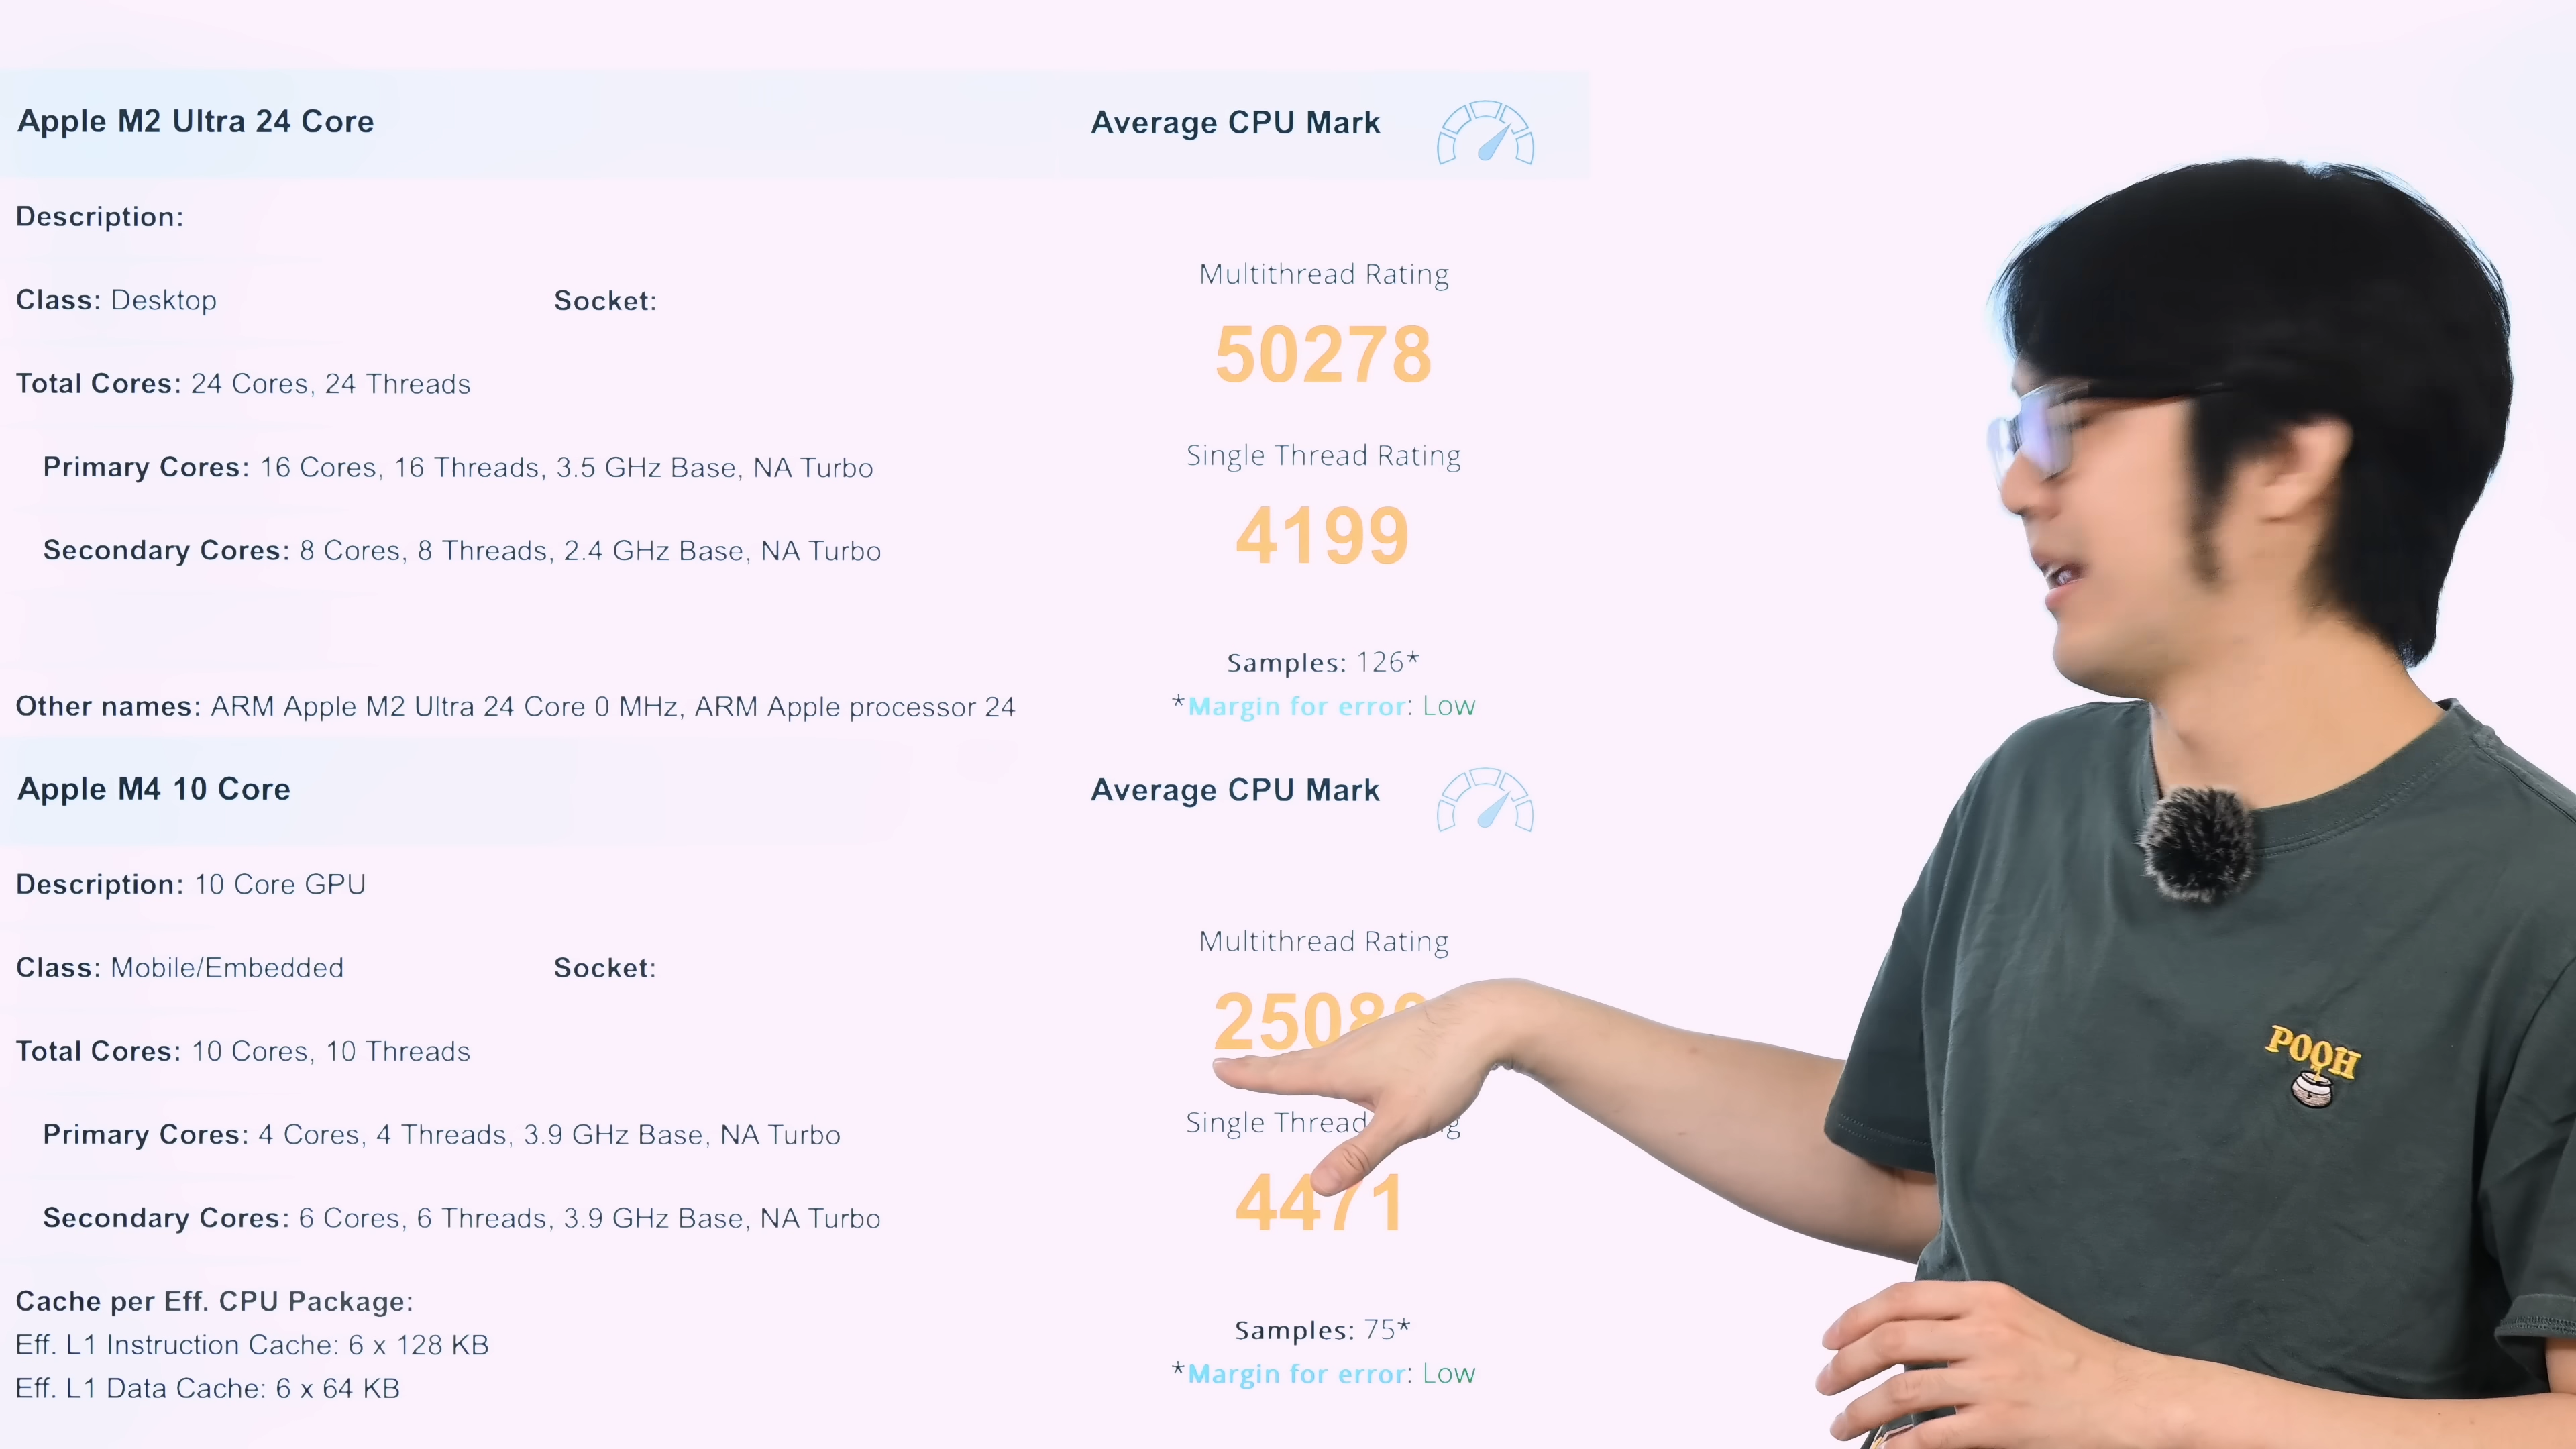 Apple M2 Ultra 24 Core
Average CPU Mark
Description:
Class: Desktop
Socket:
Total Cores: 24 Cores, 24 Threads
Primary Cores: 16 Cores, 16 Threads, 3.5 GHz Base, NA Turbo
Secondary Cores: 8 Cores, 8 Threads, 2.4 GHz Base, NA Turbo
Other names: ARM Apple M2 Ultra 24 Core 0 MHz, ARM Apple processor 24
Multithread Rating
50278
Single Thread Rating
4199
Samples: 126*
*Margin for error: Low
Apple M4 10 Core
Average CPU Mark
Description: 10 Core GPU
Class: Mobile/Embedded
Socket:
Total Cores: 10 Cores, 10 Threads
Primary Cores: 4 Cores, 4 Threads, 3.9 GHz Base, NA Turbo
Secondary Cores: 6 Cores, 6 Threads, 3.9 GHz Base, NA Turbo
Cache per Eff. CPU Package:
Eff. L1 Instruction Cache: 6 x 128 KB
Eff. L1 Data Cache: 6 x 64 KB
Multithread Rating
Single Thread
4471
Samples: 75*
*Margin for error: Low
POOH